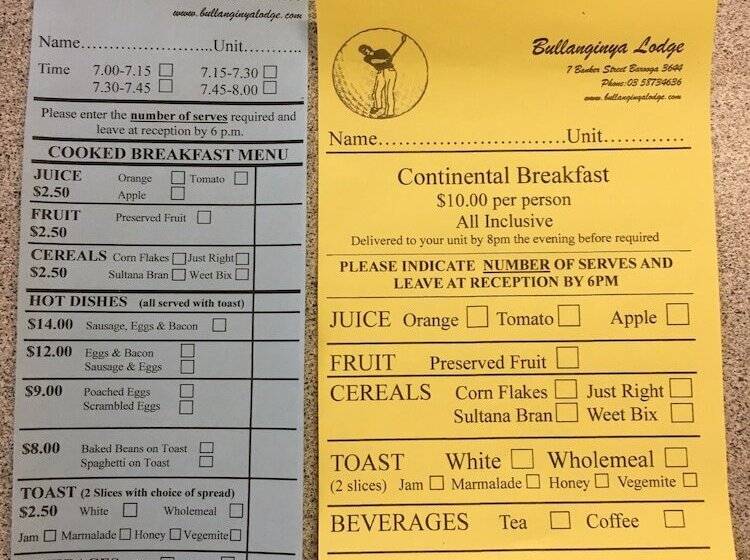 www.bullanginyalodge.com
Name........................Unit............
Time 7.00-7.15 7.15-7.30
7.30-7.45 7.45-8.00
Please enter the number of serves required and
leave at reception by 6 p.m.
COOKED BREAKFAST MENU
JUICE Orange Tomato
$2.50 Apple
FRUIT Preserved Fruit
$2.50
CEREALS Corn Flakes Just Right
$2.50 Sultana Bran Weet Bix
HOT DISHES (all served with toast)
$14.00 Sausage, Eggs & Bacon
$12.00 Eggs & Bacon
Sausage & Eggs
$9.00 Poached Eggs
Scrambled Eggs
$8.00 Baked Beans on Toast
Spaghetti on Toast
TOAST (2 Slices with choice of spread)
$2.50 White Wholemeal
Jam Marmalade Honey Vegemite
Bullanginya Lodge
7 Banker Street Barooga 3644
Phone: 03 58734636
www.bullanginyalodge.com
Name.................................Unit.............
Continental Breakfast
$10.00 per person
All Inclusive
Delivered to your unit by 8pm the evening before required
PLEASE INDICATE NUMBER OF SERVES AND
LEAVE AT RECEPTION BY 6PM
JUICE Orange Tomato Apple
FRUIT Preserved Fruit
CEREALS Corn Flakes Just Right
Sultana Bran Weet Bix
TOAST White Wholemeal
(2 slices) Jam Marmalade Honey Vegemite
BEVERAGES Tea Coffee